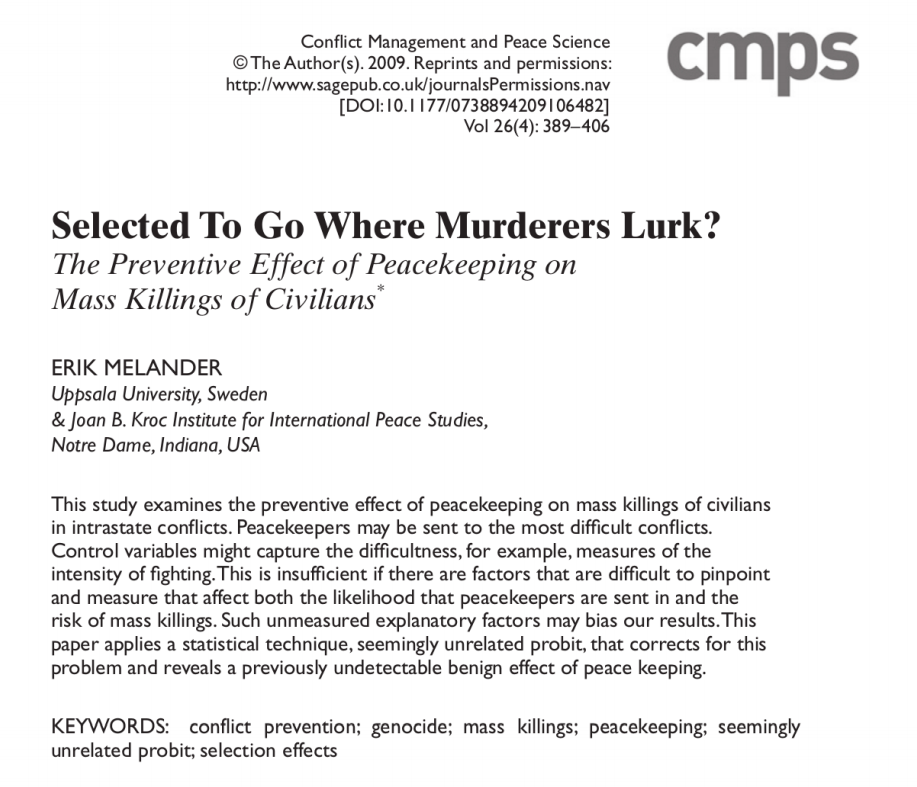 Conflict Management and Peace Science
© The Author(s). 2009. Reprints and permissions:
http://www.sagepub.co.uk/journalsPermissions.nav
[DOI:10.1177/0738894209106482]
Vol 26(4): 389–406
cmps
Selected To Go Where Murderers Lurk?
The Preventive Effect of Peacekeeping on
Mass Killings of Civilians*
ERIK MELANDER
Uppsala University, Sweden
& Joan B. Kroc Institute for International Peace Studies,
Notre Dame, Indiana, USA
This study examines the preventive effect of peacekeeping on mass killings of civilians
in intrastate conflicts. Peacekeepers may be sent to the most difficult conflicts.
Control variables might capture the difficultness, for example, measures of the
intensity of fighting. This is insufficient if there are factors that are difficult to pinpoint
and measure that affect both the likelihood that peacekeepers are sent in and the
risk of mass killings. Such unmeasured explanatory factors may bias our results. This
paper applies a statistical technique, seemingly unrelated probit, that corrects for this
problem and reveals a previously undetectable benign effect of peace keeping.
KEYWORDS: conflict prevention; genocide; mass killings; peacekeeping; seemingly
unrelated probit; selection effects